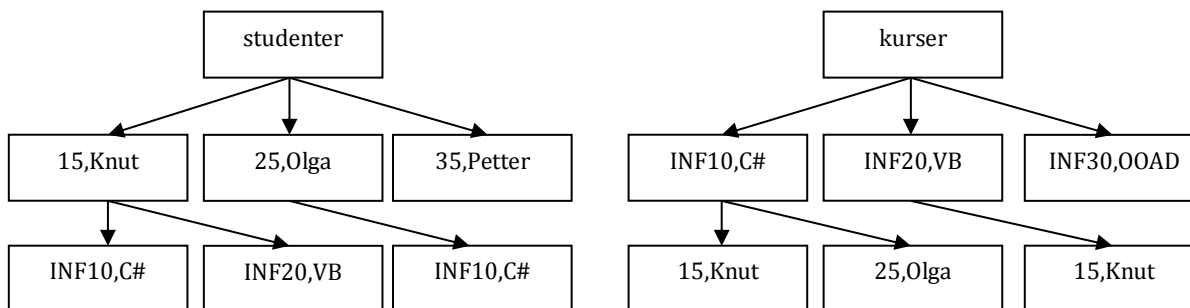 studenter
kurser
15,Knut
25,Olga
35,Petter
INF10,C#
INF20,VB
INF30,OOAD
INF10,C#
INF20,VB
INF10,C#
15,Knut
25,Olga
15,Knut